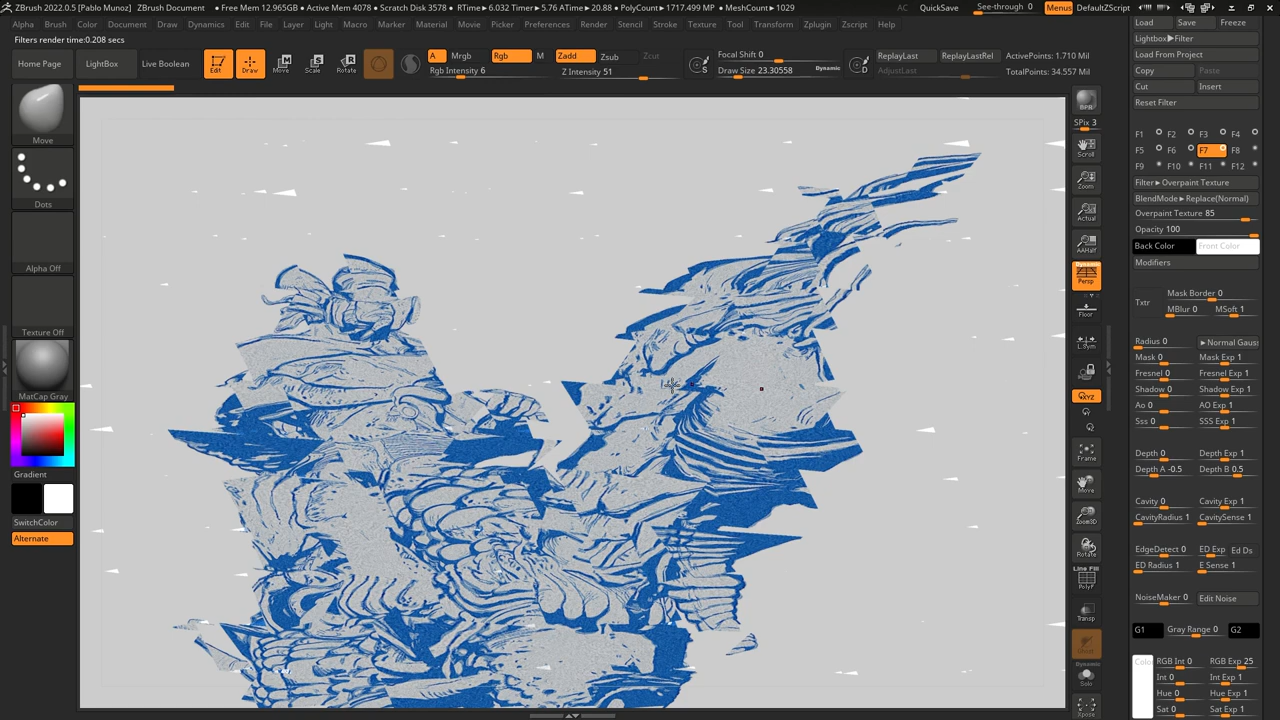 ZBrush 2022.0.5 [Pablo Munoz] ZBrush Document ● Free Mem 12.965GB ● Active Mem 4078 ● Scratch Disk 3578 ● RTime▸6.032 Timer▸5.76 ATime▸20.88 ● PolyCount▸1717.499 MP ● MeshCount▸1029 AC QuickSave See-through 0 Menus DefaultZScript
Alpha Brush Color Document Draw Dynamics Edit File Layer Light Macro Marker Material Movie Picker Preferences Render Stencil Stroke Texture Tool Transform Zplugin Zscript Help
Filters render time:0.208 secs
Home Page LightBox Live Boolean Edit Draw Move Scale Rotate
A Mrgb Rgb M Zadd Zsub Zcut
Rgb Intensity 6 Z Intensity 51
Focal Shift 0
Draw Size 23.30558 Dynamic
S D
ReplayLast ReplayLastRel ActivePoints: 1.710 Mil
AdjustLast TotalPoints: 34.557 Mil
Move
Dots
Alpha Off
Texture Off
MatCap Gray
Gradient
SwitchColor
Alternate
BPR
SPix 3
Scroll
Zoom
Actual
AAHalf
Dynamic
Persp
Floor
L.Sym
XYZ
Frame
Move
Zoom3D
Rotate
Line Fill
PolyF
Transp
Dynamic
Solo
Xpose
Load Save Freeze
Lightbox▸Filter
Load From Project
Copy Paste
Cut Insert
Reset Filter
F1 F2 F3 F4
F5 F6 F7 F8
F9 F10 F11 F12
Filter▸Overpaint Texture
BlendMode▸Replace(Normal)
Overpaint Texture 85
Opacity 100
Back Color Front Color
Modifiers
Txtr Mask Border 0
MBlur 0 MSoft 1
Radius 0 ▸Normal Gaus
Mask 0 Mask Exp 1
Fresnel 0 Fresnel Exp 1
Shadow 0 Shadow Exp 1
Ao 0 AO Exp 1
Sss 0 SSS Exp 1
Depth 0 Depth Exp 1
Depth A -0.5 Depth B 0.5
Cavity 0 Cavity Exp 1
CavityRadius 1 CavitySense 1
EdgeDetect 0 ED Exp Ed Ds
ED Radius 1 E Sense 1
NoiseMaker 0 Edit Noise
G1 Gray Range 0 G2
Colo RGB Int 0 RGB Exp 25
Int 0 Int Exp 1
Hue 0 Hue Exp 1
Sat 0 Sat Exp 1